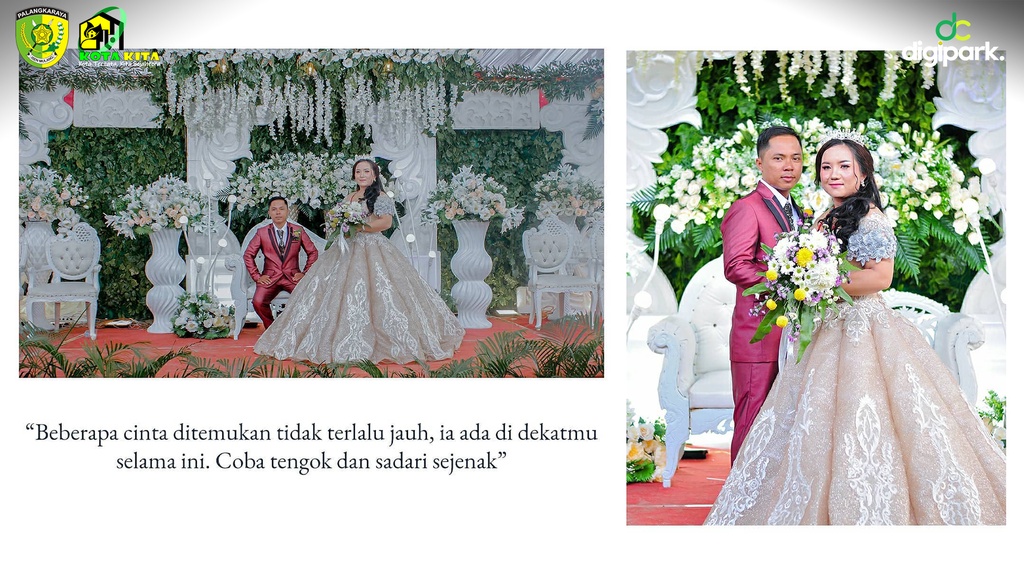 PALANGKARAYA
KOTA KITA
digipark.
“Beberapa cinta ditemukan tidak terlalu jauh, ia ada di dekatmu
selama ini. Coba tengok dan sadari sejenak”